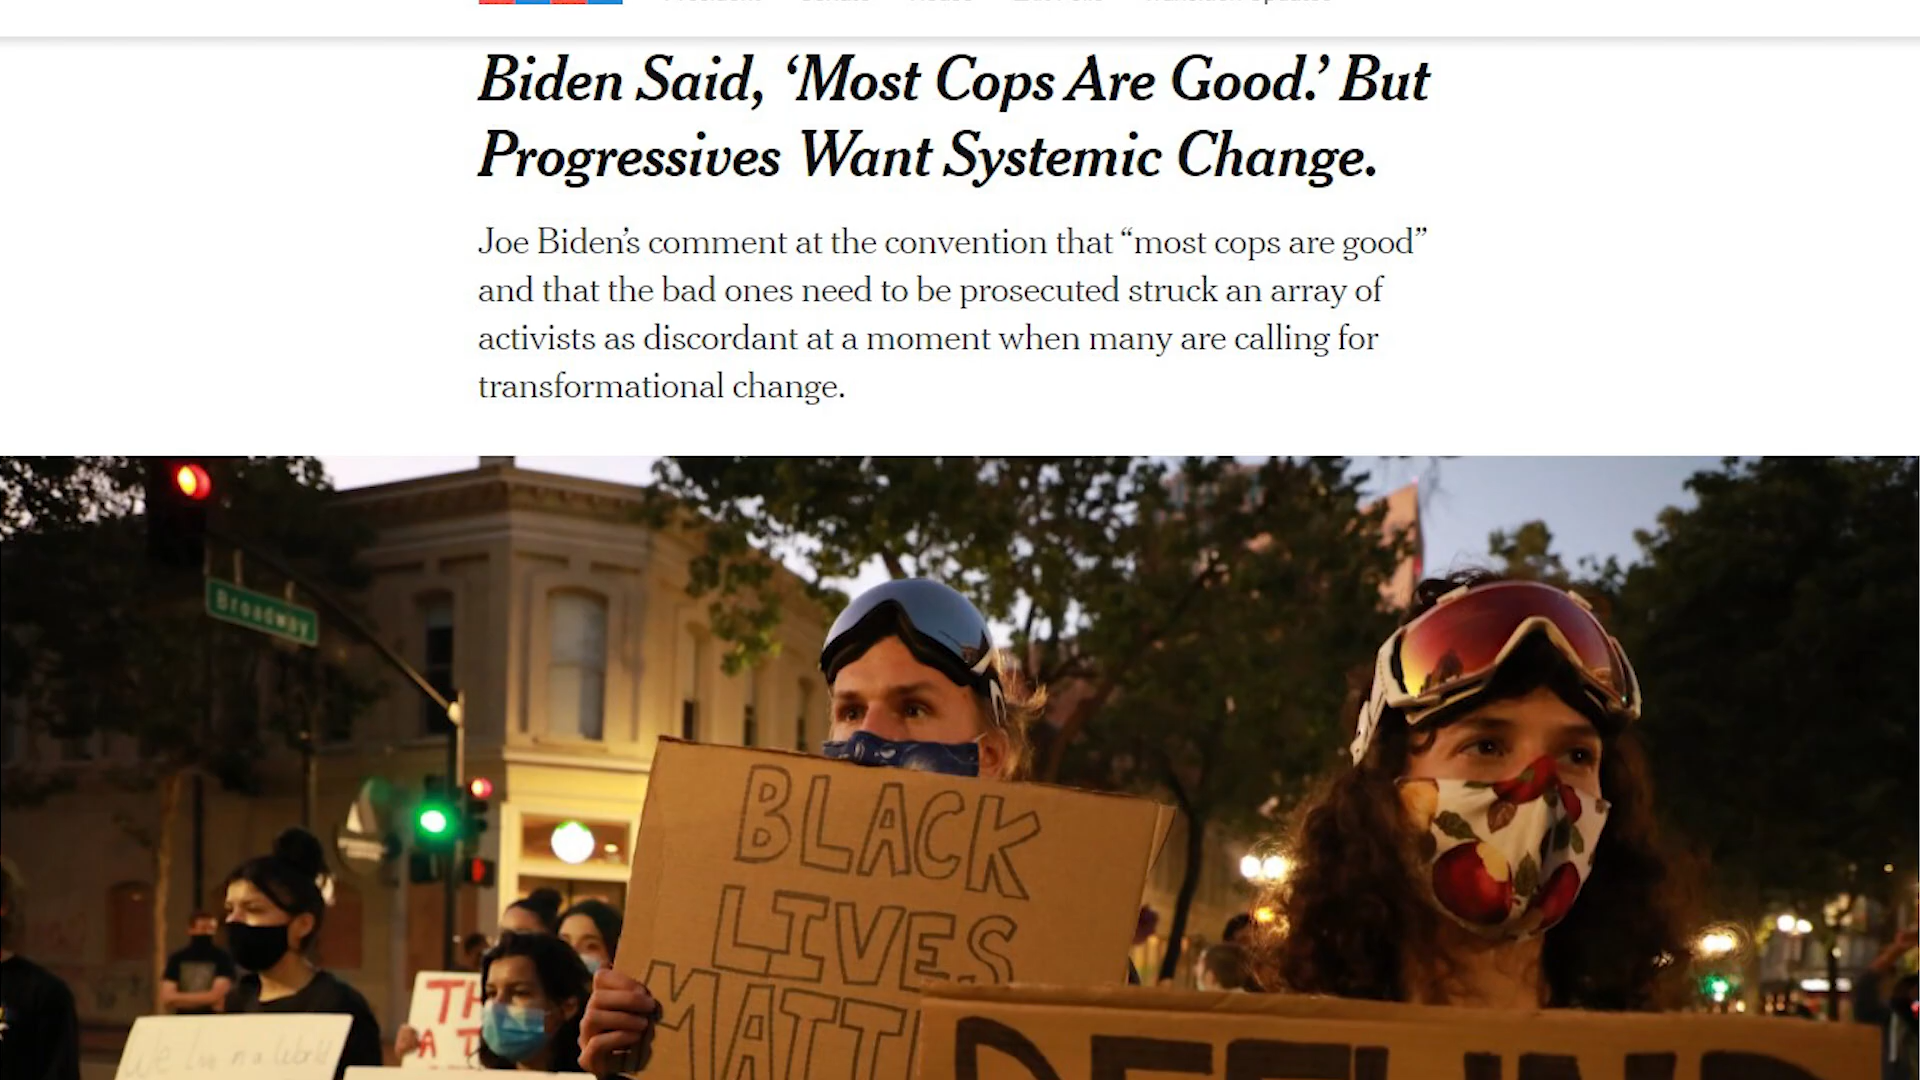 Biden Said, ‘Most Cops Are Good.’ But
Progressives Want Systemic Change.
Joe Biden’s comment at the convention that “most cops are good”
and that the bad ones need to be prosecuted struck an array of
activists as discordant at a moment when many are calling for
transformational change.
Broadway
BLACK
LIVES
MATT
TH
A T
DEFUND